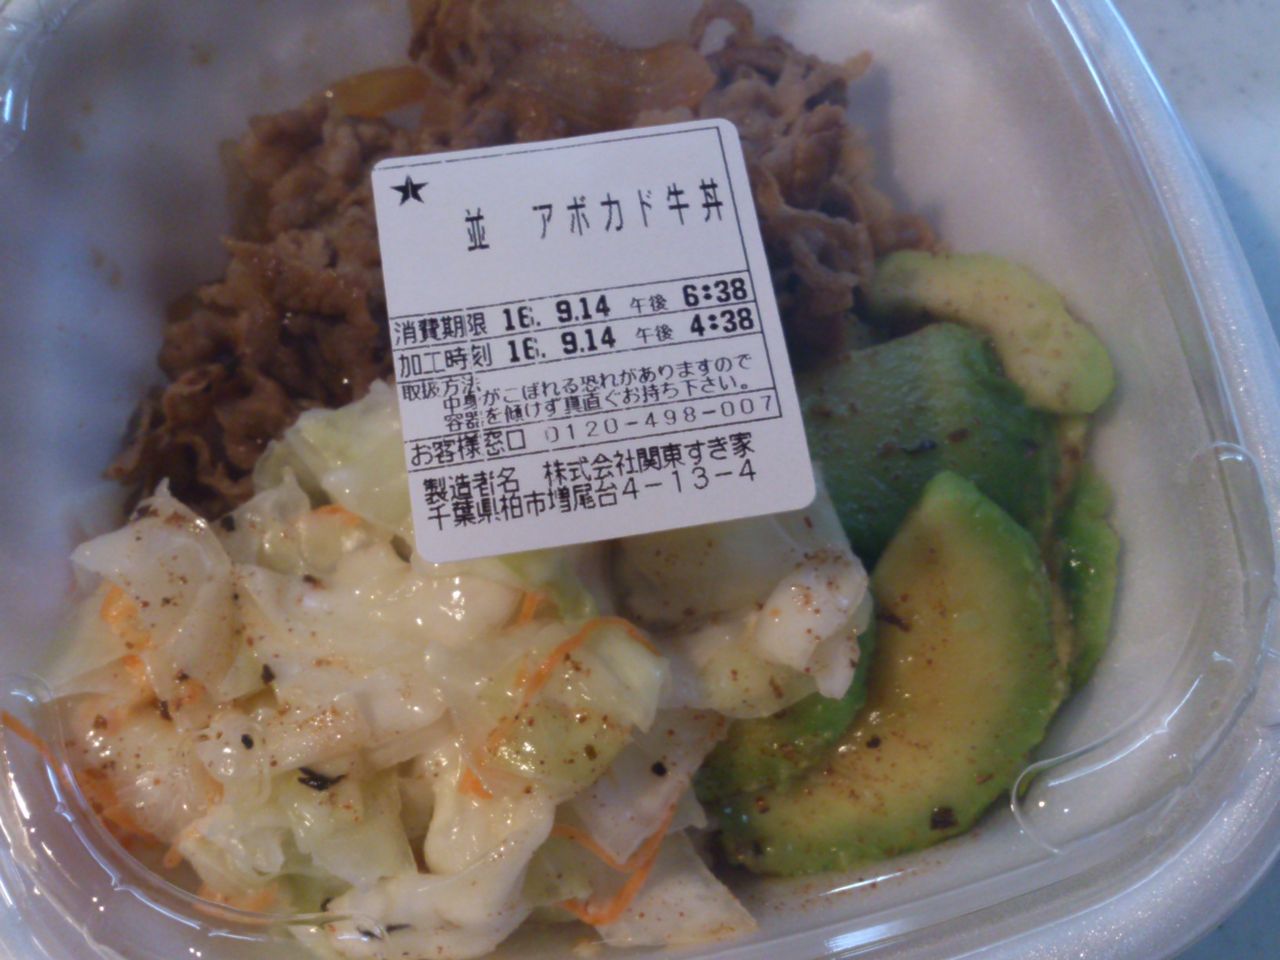 ★
並 アボカド牛丼
消費期限 16. 9.14 午後 6:38
加工時刻 16. 9.14 午後 4:38
取扱方法
中身がこぼれる恐れがありますので
容器を傾けず真直ぐお持ち下さい。
お客様窓口 0120-498-007
製造者名 株式会社関東すき家
千葉県柏市増尾台4-13-4